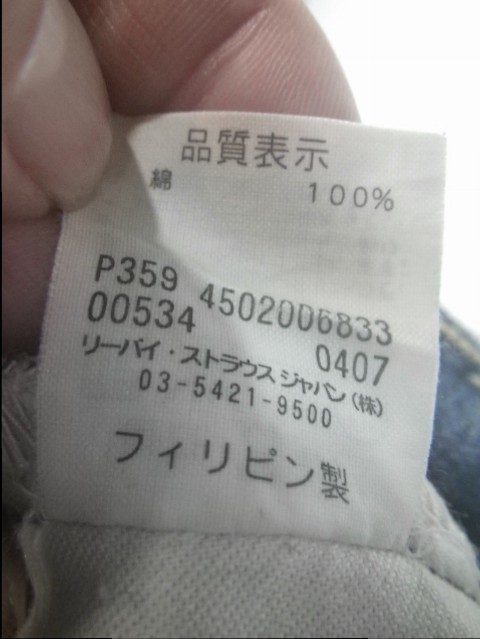 品質表示
綿 100%
P359 4502006833
00534 0407
リーバイ・ストラウス ジャパン(株)
03-5421-9500
フィリピン製